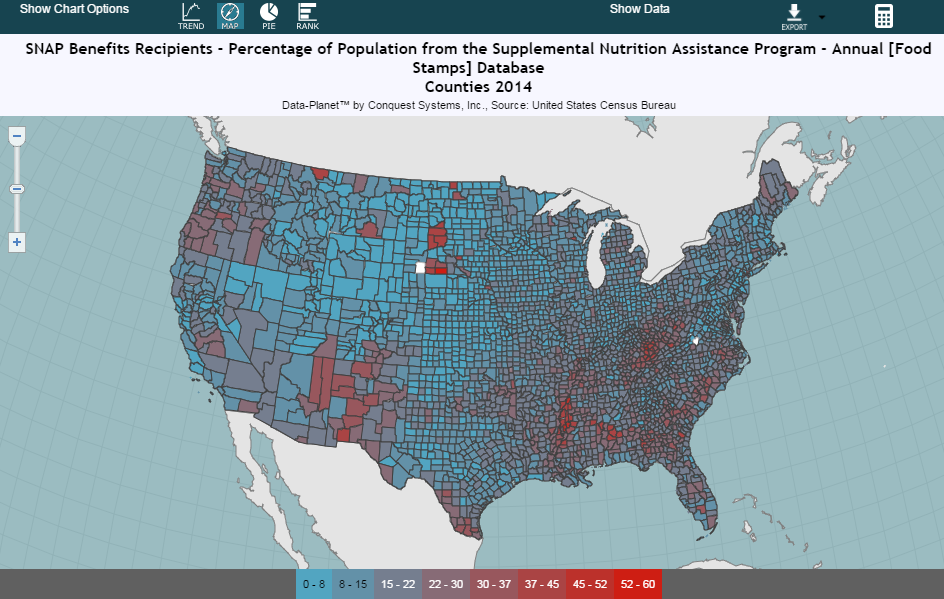 Show Chart Options
TREND MAP PIE RANK
Show Data
EXPORT
SNAP Benefits Recipients - Percentage of Population from the Supplemental Nutrition Assistance Program - Annual [Food
Stamps] Database
Counties 2014
Data-Planet™ by Conquest Systems, Inc., Source: United States Census Bureau
0 - 8 8 - 15 15 - 22 22 - 30 30 - 37 37 - 45 45 - 52 52 - 60